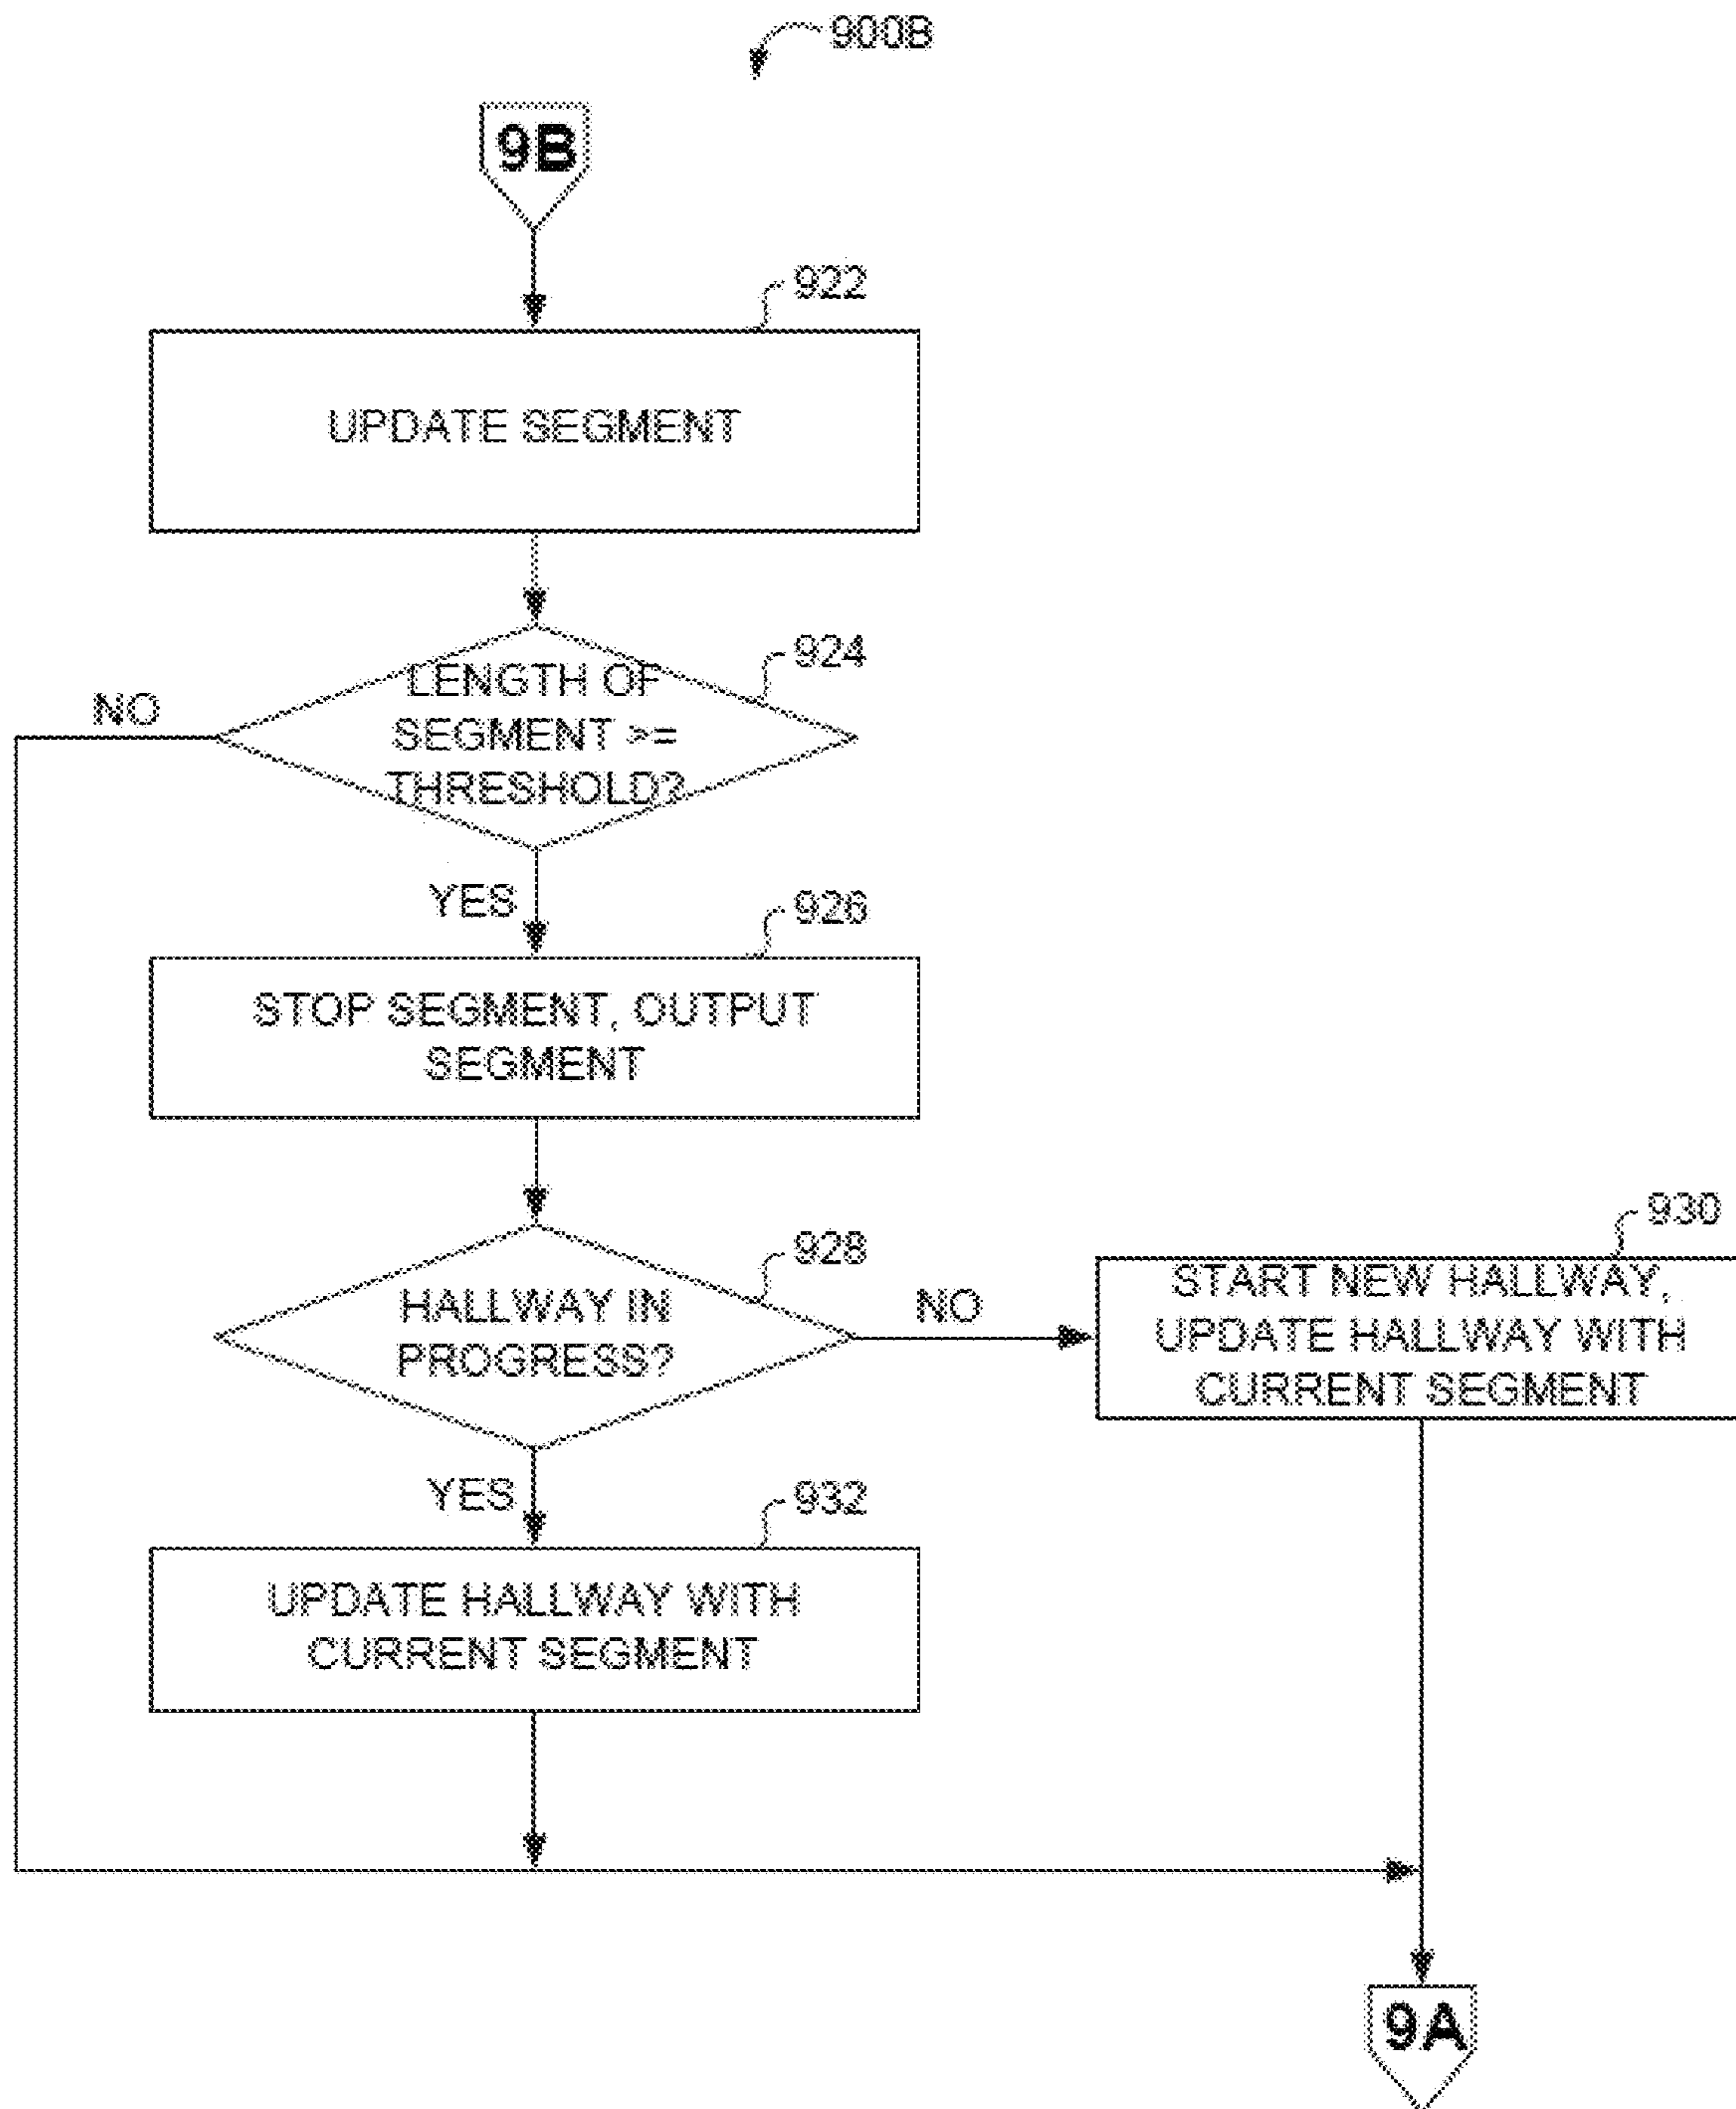 900B
9B
922
UPDATE SEGMENT
924
LENGTH OF
SEGMENT >=
THRESHOLD?
NO
YES
926
STOP SEGMENT, OUTPUT
SEGMENT
928
HALLWAY IN
PROGRESS?
NO
930
START NEW HALLWAY,
UPDATE HALLWAY WITH
CURRENT SEGMENT
YES
932
UPDATE HALLWAY WITH
CURRENT SEGMENT
9A